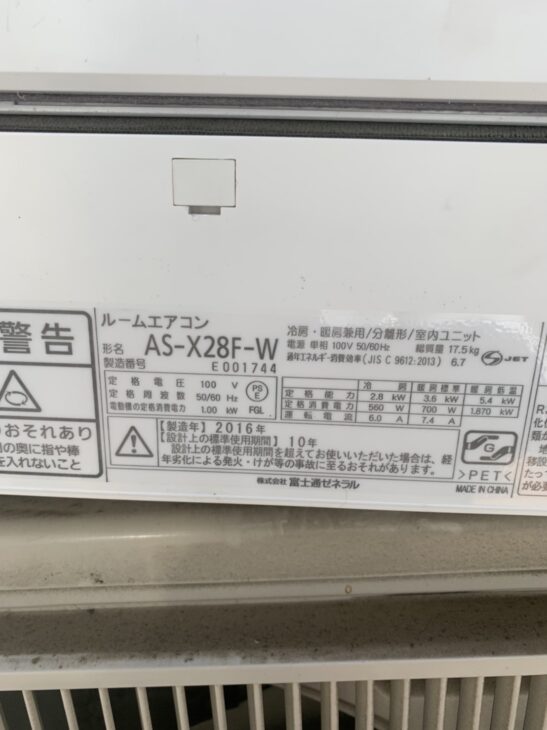 警告
のおそれあり
の奥に指や棒
を入れないこと
ルームエアコン
形名 AS-X28F-W
製造番号 E001744
冷房・暖房兼用/分離形/室内ユニット
電源 単相 100V 50/60Hz 総質量 17.5kg
通年エネルギー消費効率(JIS C 9612:2013) 6.7
JET
定格電圧 100 V
定格周波数 50/60 Hz
電動機の定格消費電力 1.00 kW
PSE
FGL.
冷房 暖房 暖房低温
定格能力 2.8 kW 3.6 kW 5.4 kW
定格消費電力 560 W 700 W 1,870 kW
運転電流 6.0 A 7.4 A
【製造年】2016年
【設計上の標準使用期間】10年
設計上の標準使用期間を超えてお使いいただいた場合は、経
年劣化による発火・けが等の事故に至るおそれがあります。
株式会社 富士通ゼネラル
>PET<
MADE IN CHINA